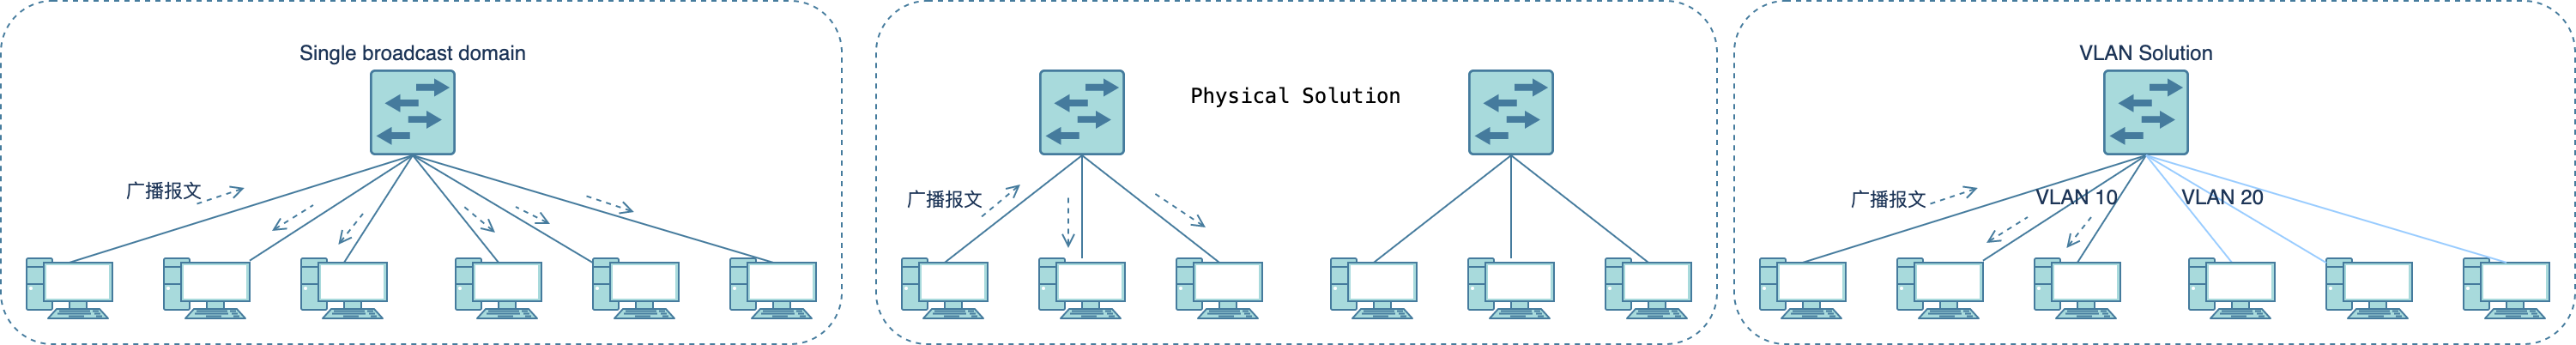 Single broadcast domain
广播报文
Physical Solution
广播报文
VLAN Solution
广播报文
VLAN 10
VLAN 20